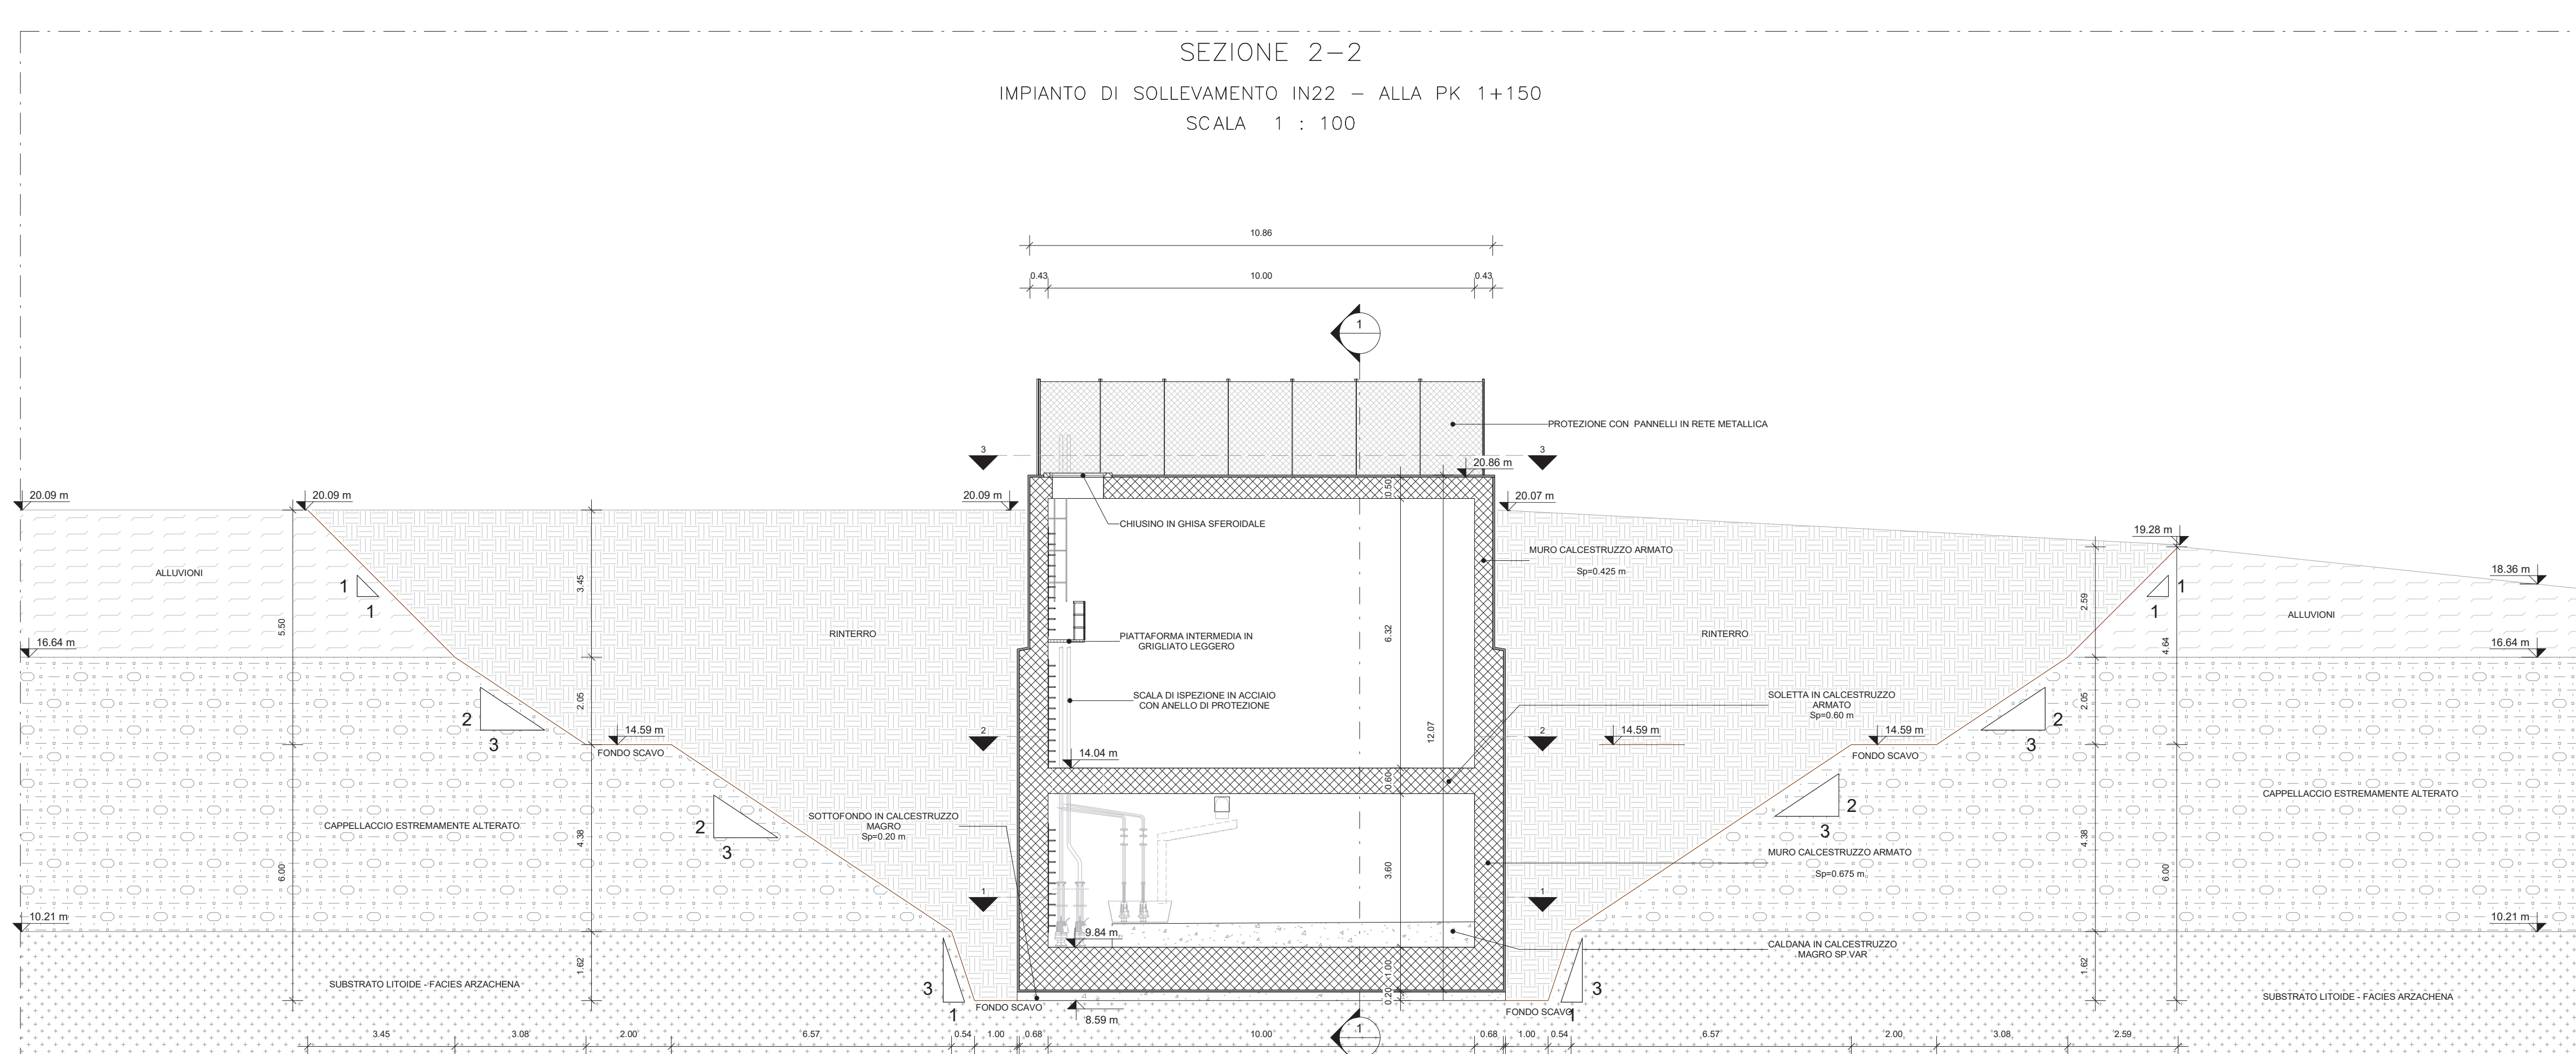 SEZIONE 2-2
IMPIANTO DI SOLLEVAMENTO IN22 - ALLA PK 1+150
SCALA 1 : 100
10.86
0.43
10.00
0.43
1
PROTEZIONE CON PANNELLI IN RETE METALLICA
3
3
20.86 m
20.09 m
20.09 m
20.09 m
0.50
20.07 m
CHIUSINO IN GHISA SFEROIDALE
19.28 m
MURO CALCESTRUZZO ARMATO
Sp=0.425 m
ALLUVIONI
18.36 m
1
1
3.45
5.50
2.59
1
1
ALLUVIONI
RINTERRO
PIATTAFORMA INTERMEDIA IN
GRIGLIATO LEGGERO
6.32
RINTERRO
4.64
16.64 m
16.64 m
2.05
SCALA DI ISPEZIONE IN ACCIAIO
CON ANELLO DI PROTEZIONE
SOLETTA IN CALCESTRUZZO
ARMATO
Sp=0.60 m
2.05
2
3
2
3
14.59 m
FONDO SCAVO
2
12.07
2
14.59 m
14.59 m
FONDO SCAVO
14.04 m
0.60
CAPPELLACCIO ESTREMAMENTE ALTERATO
2
3
SOTTOFONDO IN CALCESTRUZZO
MAGRO
Sp=0.20 m
2
3
CAPPELLACCIO ESTREMAMENTE ALTERATO
6.00
4.38
3.60
MURO CALCESTRUZZO ARMATO
Sp=0.675 m
4.38
6.00
1
1
10.21 m
10.21 m
9.84 m
CALDANA IN CALCESTRUZZO
MAGRO SP.VAR
1.62
1.00
1.62
SUBSTRATO LITOIDE - FACIES ARZACHENA
3
1
3
1
SUBSTRATO LITOIDE - FACIES ARZACHENA
0.20
FONDO SCAVO
8.59 m
FONDO SCAVO
3.45
3.08
2.00
6.57
0.54
1.00
0.68
10.00
1
0.68
1.00
0.54
6.57
2.00
3.08
2.59